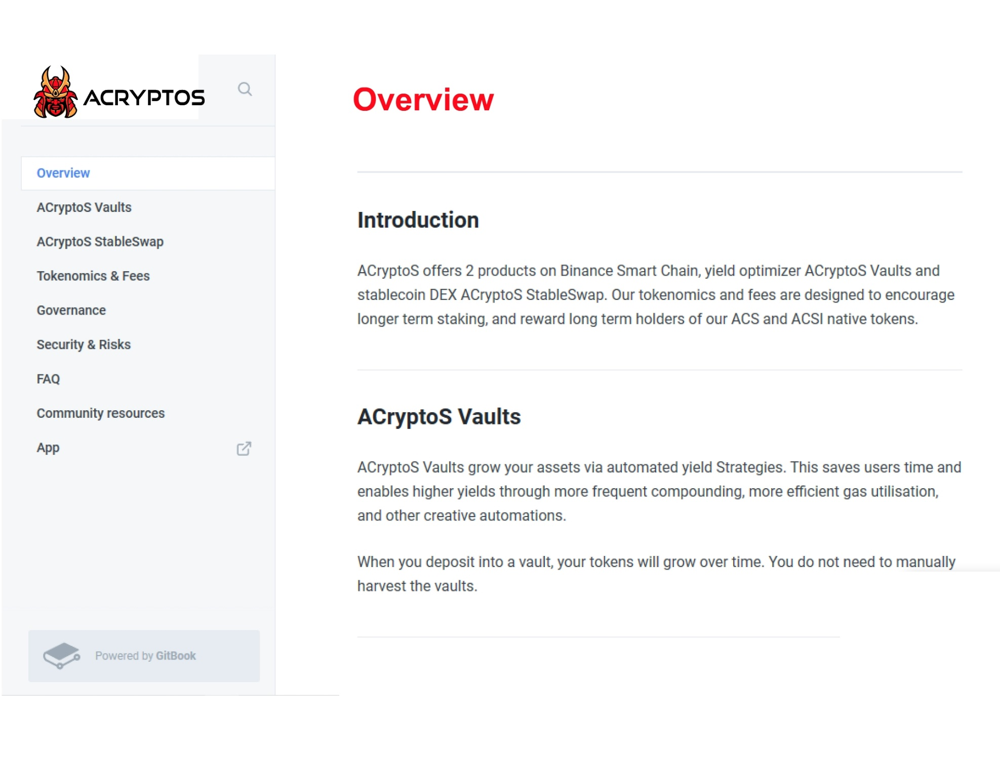 ACRYPTOS
Overview
ACryptoS Vaults
ACryptoS StableSwap
Tokenomics & Fees
Governance
Security & Risks
FAQ
Community resources
App
Powered by GitBook
Overview
Introduction
ACryptoS offers 2 products on Binance Smart Chain, yield optimizer ACryptoS Vaults and
stablecoin DEX ACryptoS StableSwap. Our tokenomics and fees are designed to encourage
longer term staking, and reward long term holders of our ACS and ACSI native tokens.
ACryptoS Vaults
ACryptoS Vaults grow your assets via automated yield Strategies. This saves users time and
enables higher yields through more frequent compounding, more efficient gas utilisation,
and other creative automations.
When you deposit into a vault, your tokens will grow over time. You do not need to manually
harvest the vaults.